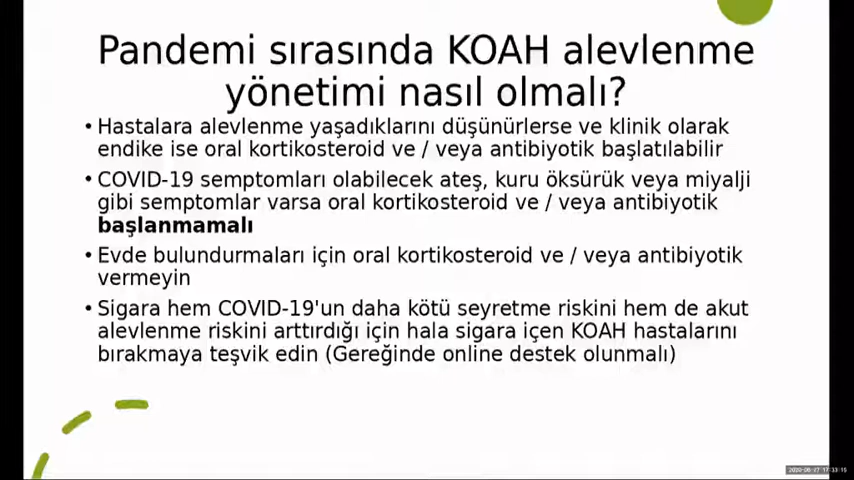 Pandemi sırasında KOAH alevlenme
yönetimi nasıl olmalı?
• Hastalara alevlenme yaşadıklarını düşünürlerse ve klinik olarak
endike ise oral kortikosteroid ve / veya antibiyotik başlatılabilir
• COVID-19 semptomları olabilecek ateş, kuru öksürük veya miyalji
gibi semptomlar varsa oral kortikosteroid ve / veya antibiyotik
başlanmamalı
• Evde bulundurmaları için oral kortikosteroid ve / veya antibiyotik
vermeyin
• Sigara hem COVID-19'un daha kötü seyretme riskini hem de akut
alevlenme riskini arttırdığı için hala sigara içen KOAH hastalarını
bırakmaya teşvik edin (Gereğinde online destek olunmalı)